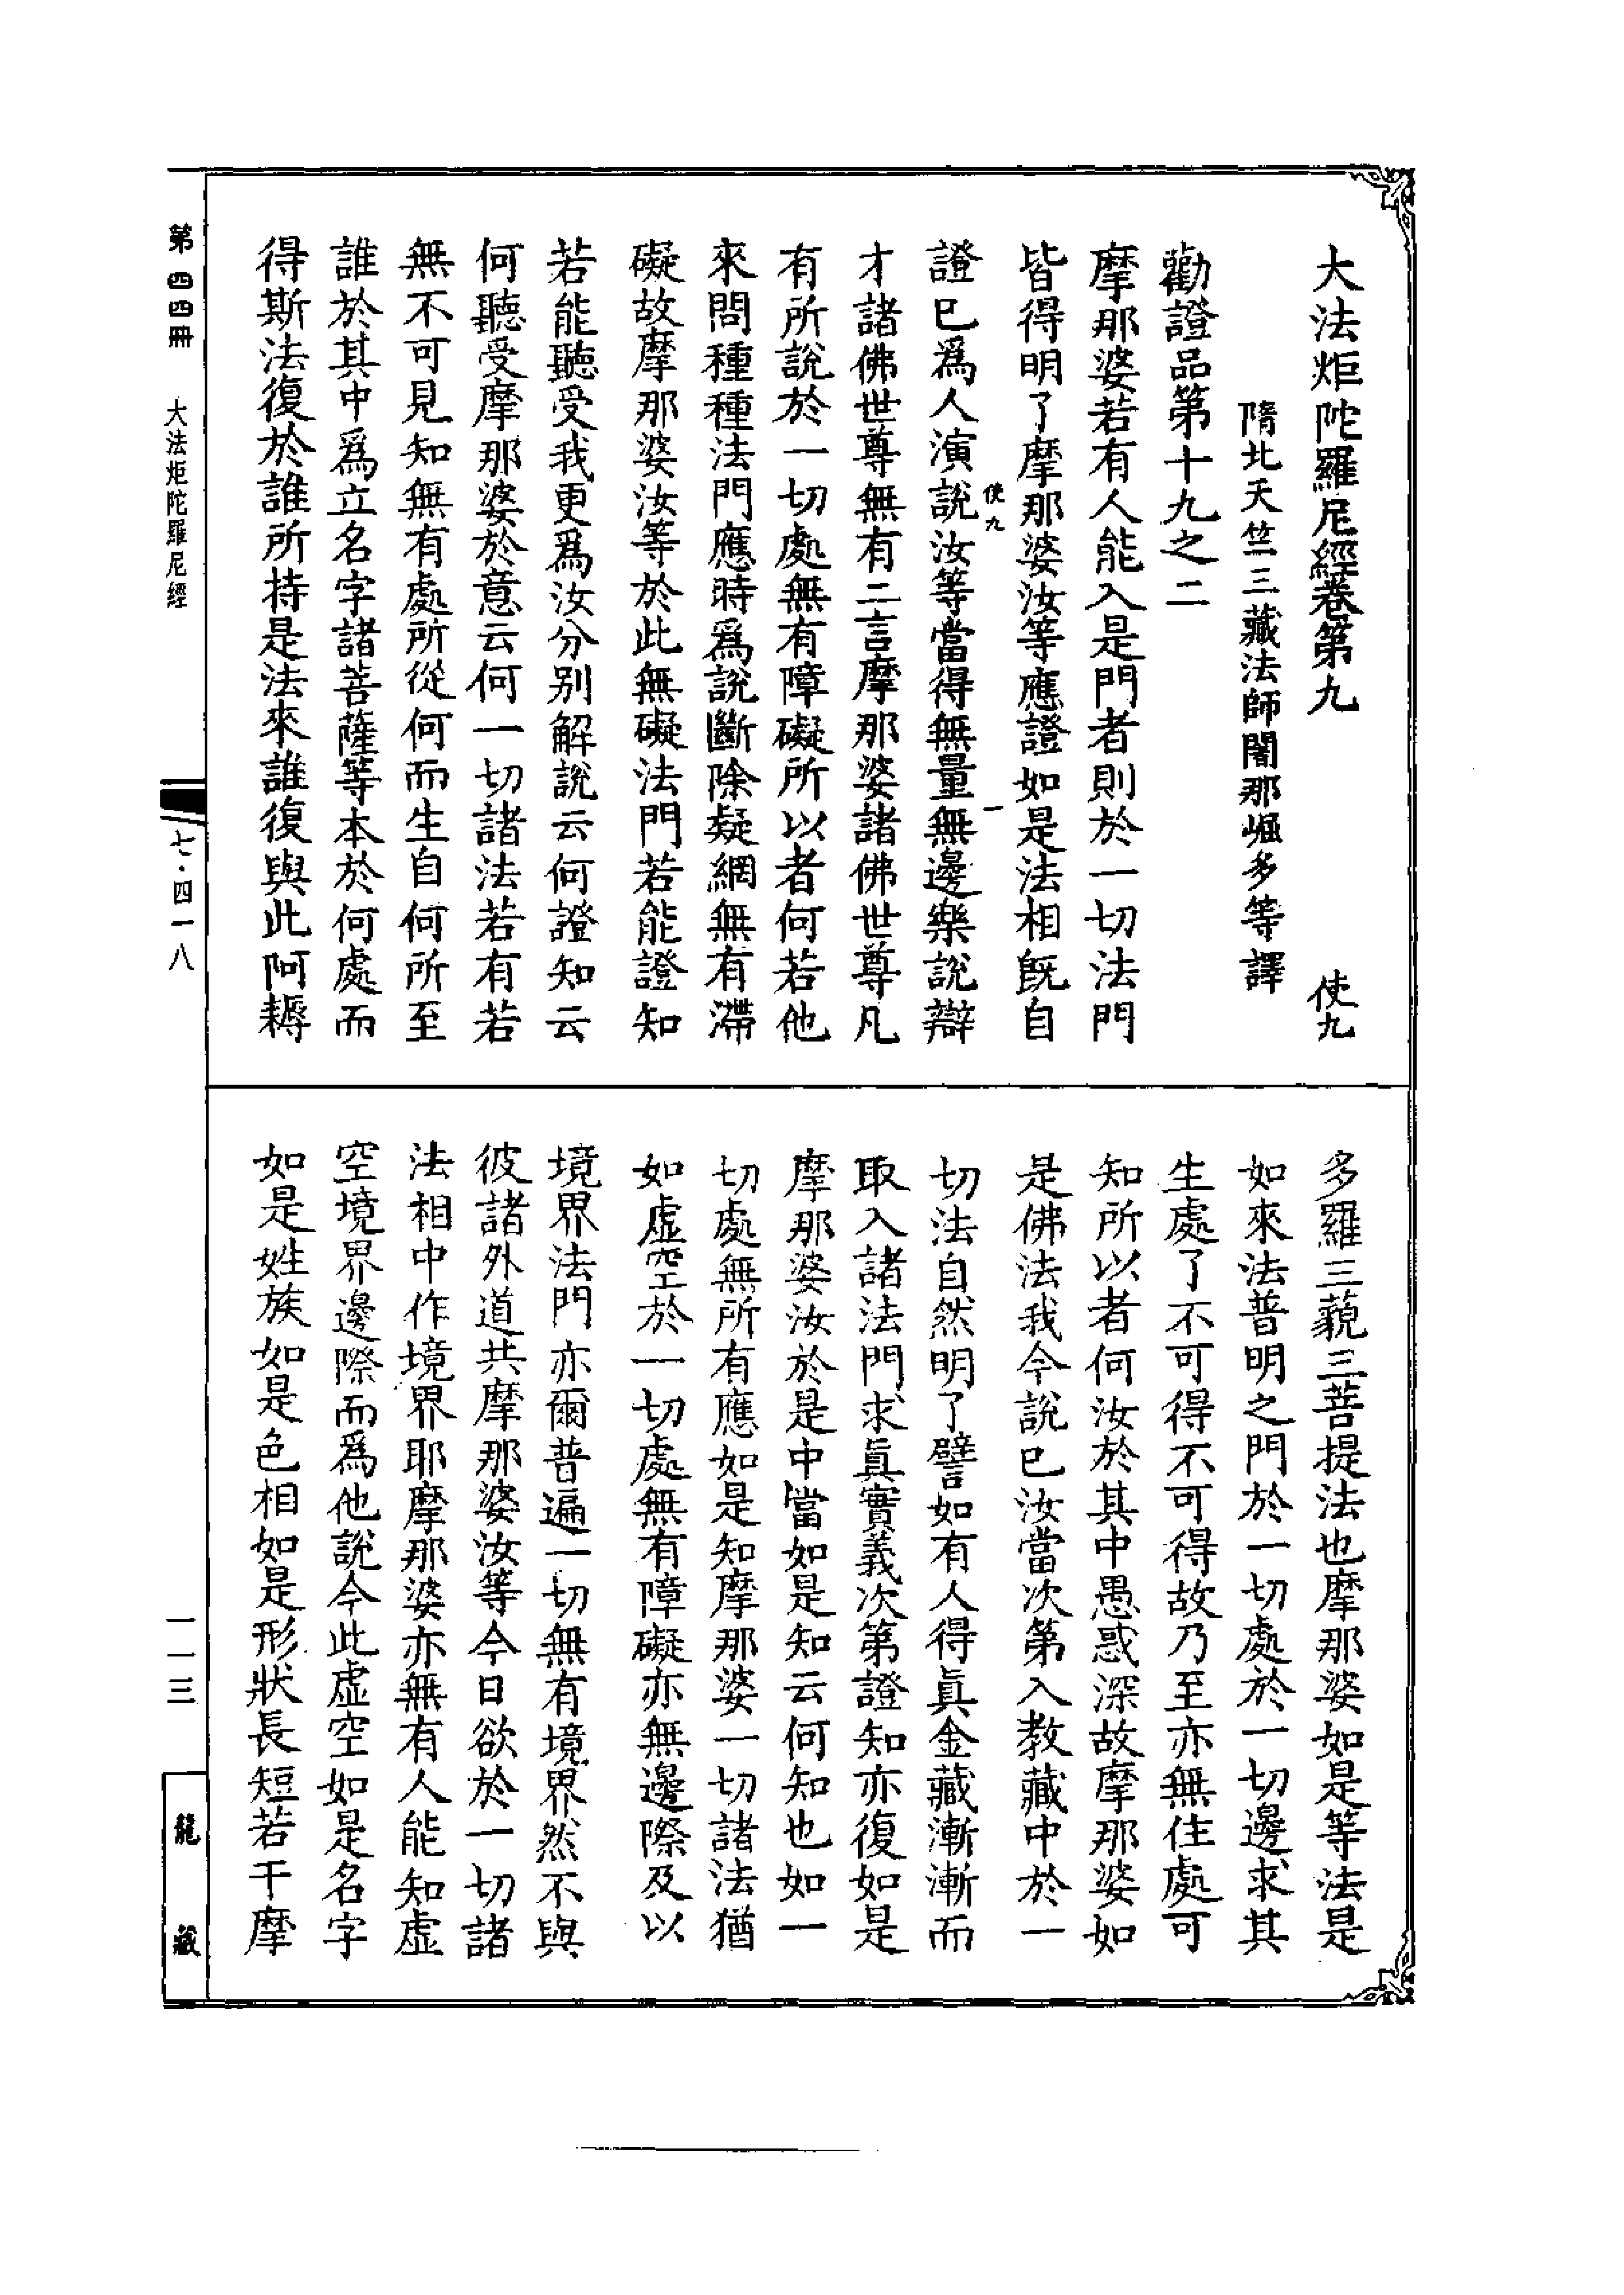 大法炬陀羅尼經卷第九 使九
隋北天竺三藏法師闍那崛多等譯
勸證品第十九之二
摩那婆若有人能入是門者則於一切法門
皆得明了摩那婆汝等應證如是法相既自
使九 一
證已爲人演說汝等當得無量無邊樂說辯
才諸佛世尊無有二言摩那婆諸佛世尊凡
有所說於一切處無有障礙所以者何若他
來問種種法門應時爲說斷除疑網無有滯
礙故摩那婆汝等於此無礙法門若能證知
若能聽受我更爲汝分別解說云何證知云
何聽受摩那婆於意云何一切諸法若有若
無不可見知無有處所從何而生自何所至
誰於其中爲立名字諸菩薩等本於何處而
得斯法復於誰所持是法來誰復與此阿耨
多羅三藐三菩提法也摩那婆如是等法是
如來法普明之門於一切處於一切邊求其
生處了不可得不可得故乃至亦無住處可
知所以者何汝於其中愚惑深故摩那婆如
是佛法我今說已汝當次第入教藏中於一
切法自然明了譬如有人得眞金藏漸漸而
取入諸法門求眞實義次第證知亦復如是
摩那婆汝於是中當如是知云何知也如一
切處無所有應如是知摩那婆一切諸法猶
如虛空於一切處無有障礙亦無邊際及以
境界法門亦爾普遍一切無有境界然不與
彼諸外道共摩那婆汝等今日欲於一切諸
法相中作境界耶摩那婆亦無有人能知虛
空境界邊際而爲他說今此虛空如是名字
如是姓族如是色相如是形狀長短若干摩
第四四冊 大法炬陀羅尼經
七·四一八
一一三
龍藏